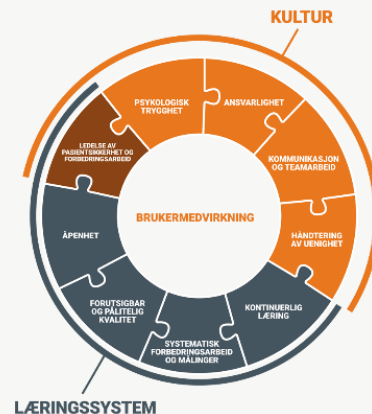 KULTUR
PSYKOLOGISK
TRYGGHET
ANSVARLIGHET
KOMMUNIKASJON
OG TEAMARBEID
HÅNDTERING
AV UENIGHET
KONTINUERLIG
LÆRING
SYSTEMATISK
FORBEDRINGSARBEID
OG MÅLINGER
FORUTSIGBAR
OG PÅLITELIG
KVALITET
ÅPENHET
LEDELSE AV
PASIENTSIKKERHET OG
FORBEDRINGSARBEID
BRUKERMEDVIRKNING
LÆRINGSSYSTEM